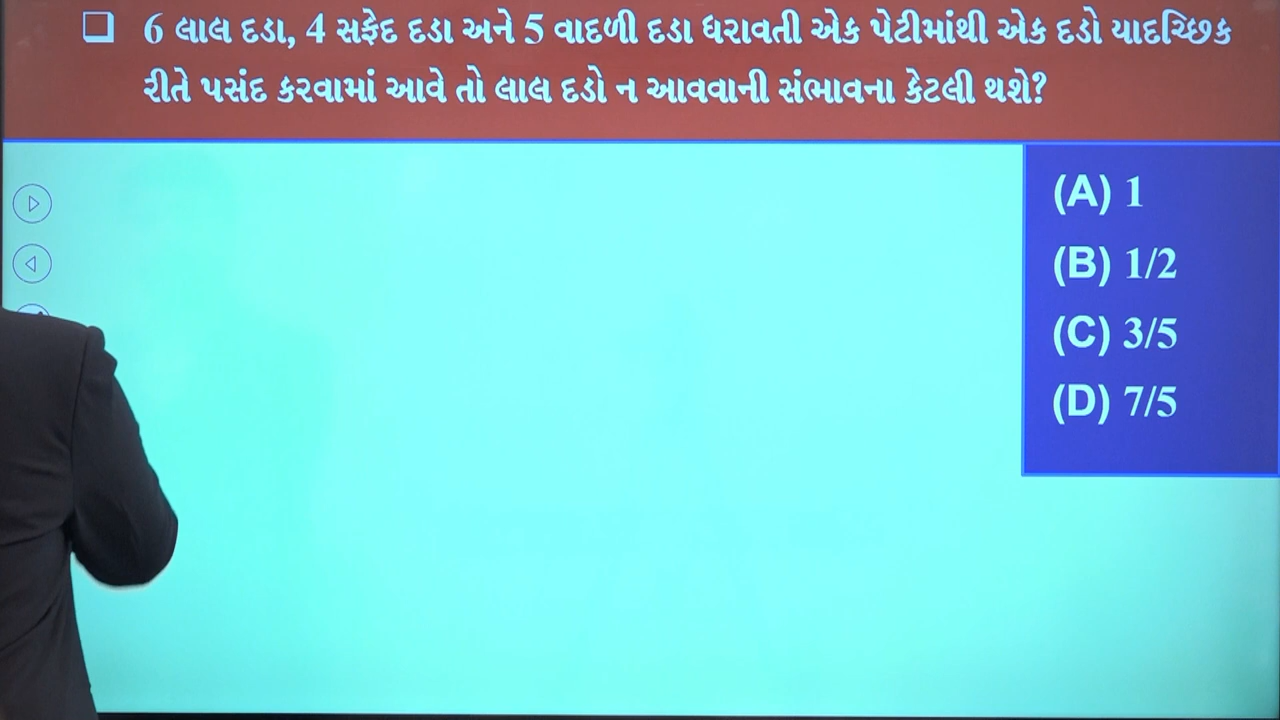 6 લાલ દડા, 4 સફેદ દડા અને 5 વાદળી દડા ધરાવતી એક પેટીમાંથી એક દડો યાદચ્છિક
રીતે પસંદ કરવામાં આવે તો લાલ દડો ન આવવાની સંભાવના કેટલી થશે?
(A) 1
(B) 1/2
(C) 3/5
(D) 7/5